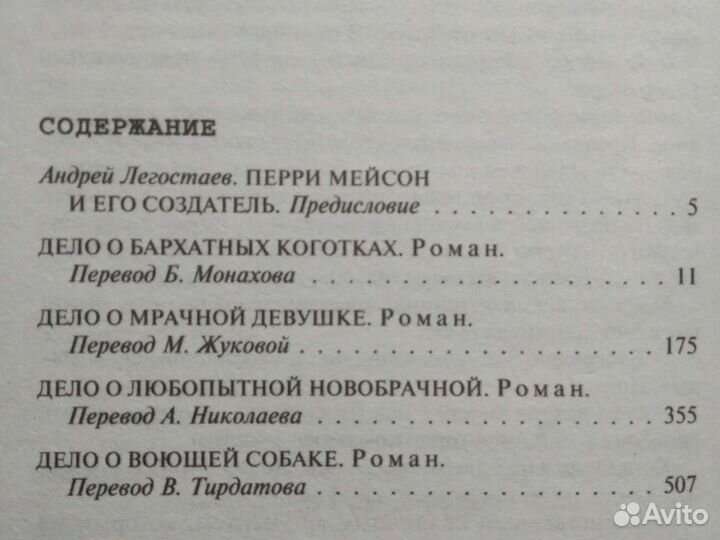 СОДЕРЖАНИЕ
Андрей Легостаев. ПЕРРИ МЕЙСОН
И ЕГО СОЗДАТЕЛЬ. Предисловие . . . . . . . . . . . . . . 5
ДЕЛО О БАРХАТНЫХ КОГОТКАХ. Роман.
Перевод Б. Монахова . . . . . . . . . . . . . . . . . . . . 11
ДЕЛО О МРАЧНОЙ ДЕВУШКЕ. Роман.
Перевод М. Жуковой . . . . . . . . . . . . . . . . . . . . 175
ДЕЛО О ЛЮБОПЫТНОЙ НОВОБРАЧНОЙ. Роман.
Перевод А. Николаева . . . . . . . . . . . . . . . . . . . 355
ДЕЛО О ВОЮЩЕЙ СОБАКЕ. Роман.
Перевод В. Тирдатова . . . . . . . . . . . . . . . . . . . 507
Avito